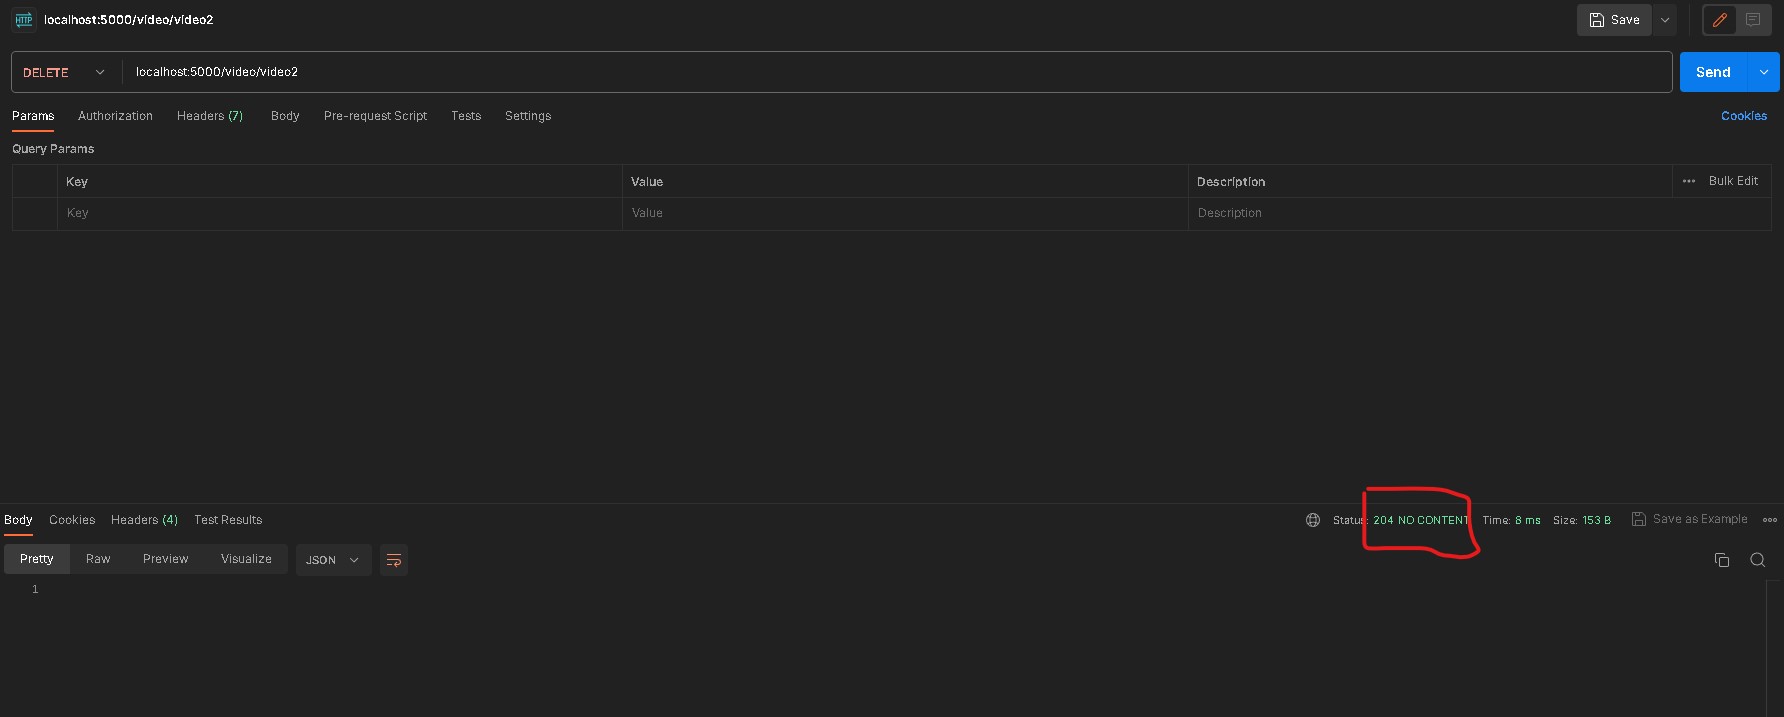 HTTP localhost:5000/video/video2 Save
DELETE localhost:5000/video/video2 Send
Params Authorization Headers (7) Body Pre-request Script Tests Settings Cookies
Query Params
Key Value Description ••• Bulk Edit
Key Value Description
Body Cookies Headers (4) Test Results Status: 204 NO CONTENT Time: 8 ms Size: 153 B Save as Example
Pretty Raw Preview Visualize JSON
1